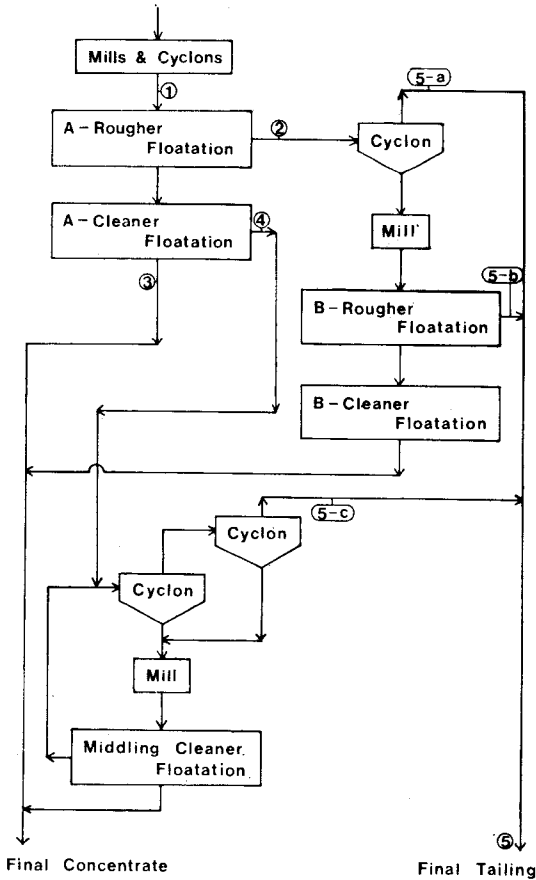 Mills & Cyclons
①
A-Rougher
Floatation
②
5-a
Cyclon
A-Cleaner
Floatation
④
③
Mill
5-b
B-Rougher
Floatation
B-Cleaner
Floatation
5-c
Cyclon
Cyclon
Mill
Middling Cleaner
Floatation
⑤
Final Concentrate
Final Tailing